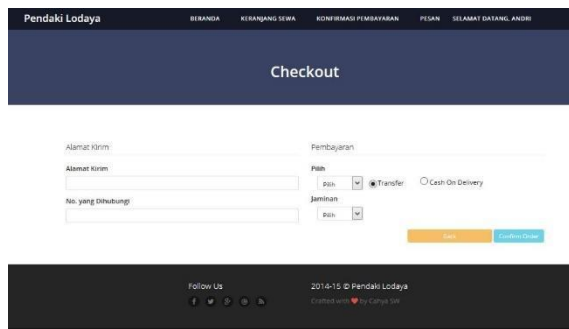 Pendaki Lodaya BERANDA KERANJANG SEWA KONFIRMASI PEMBAYARAN PESAN SELAMAT DATANG, ANDRI
Checkout
Alamat Kirim Pembayaran
Alamat Kirim Pilih
Pilih Transfer Cash On Delivery
No. yang Dihubungi Jaminan
Pilih
Back Confirm Order
Follow Us 2014-15 © Pendaki Lodaya
Crafted with ❤ by Cahya SW